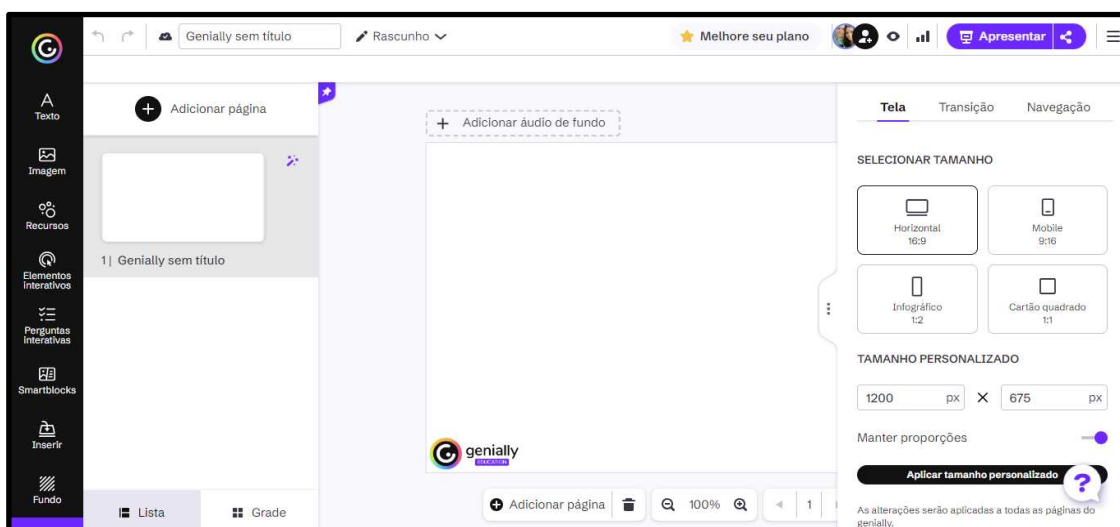 Genially sem título
Rascunho
Melhore seu plano
Apresentar
Texto
Imagem
Recursos
Elementos
interativos
Perguntas
interativas
Smartblocks
Inserir
Fundo
Adicionar página
1| Genially sem título
Lista
Grade
+ Adicionar áudio de fundo
genially
EDUCATION
Adicionar página
100%
1
Tela
Transição
Navegação
SELECIONAR TAMANHO
Horizontal
16:9
Mobile
9:16
Infográfico
1:2
Cartão quadrado
1:1
TAMANHO PERSONALIZADO
1200 px
675 px
Manter proporções
Aplicar tamanho personalizado
?
As alterações serão aplicadas a todas as páginas do
genially.